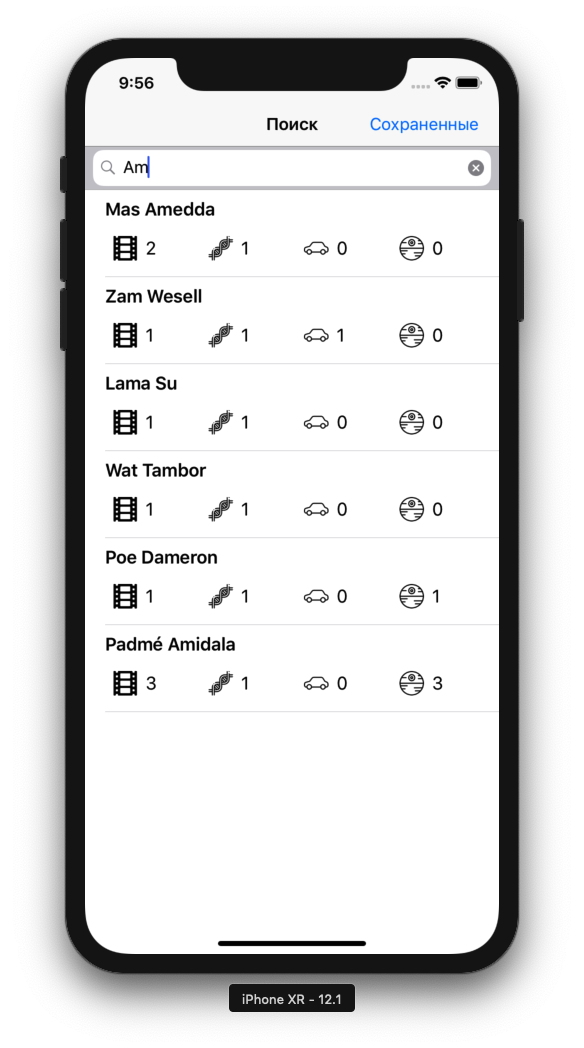 9:56
Поиск Сохраненные
Am
Mas Amedda
2 1 0 0
Zam Wesell
1 1 1 0
Lama Su
1 1 0 0
Wat Tambor
1 1 0 0
Poe Dameron
1 1 0 1
Padmé Amidala
3 1 0 3
iPhone XR - 12.1